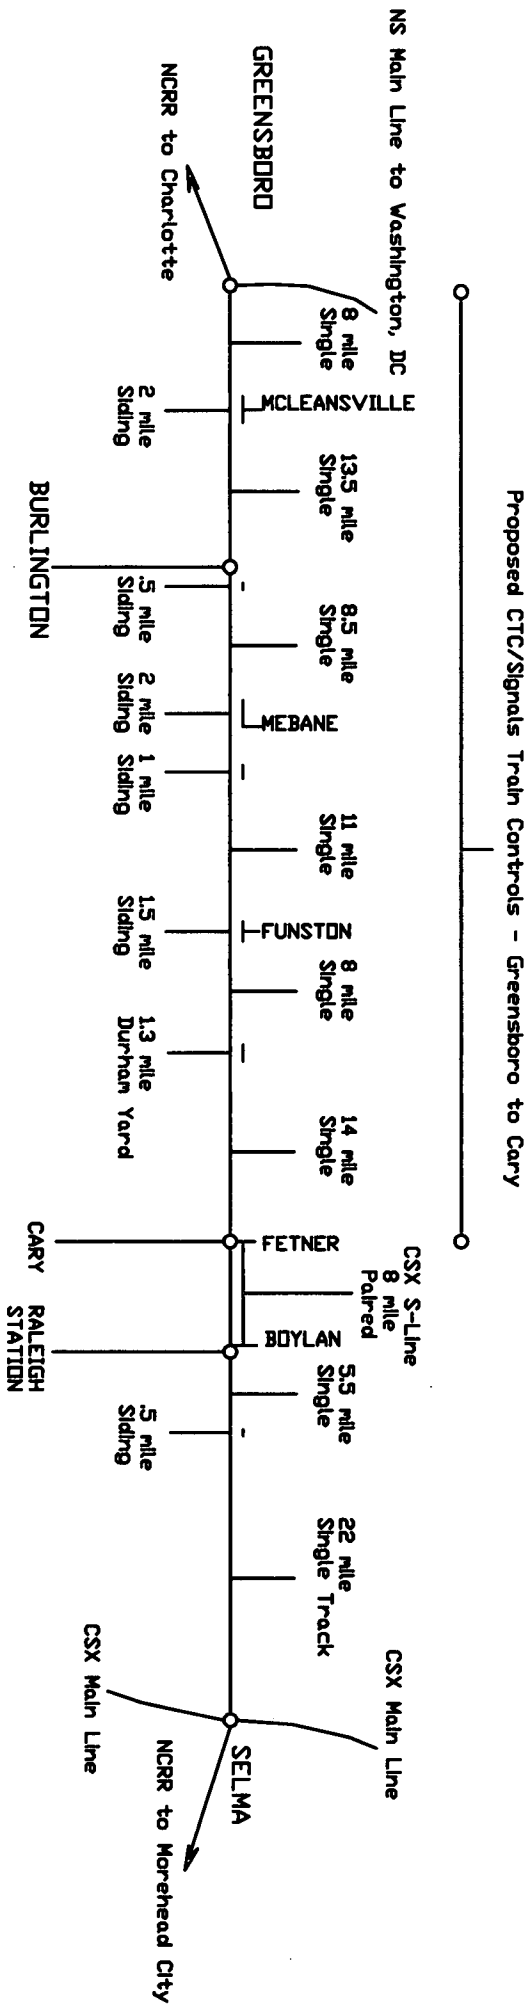 Proposed CTC/Signals Train Controls - Greensboro to Cary
NS Main Line to Washington, DC
GREENSBORO
NCRR to Charlotte
8 mile
Single
MCLEANSVILLE
2 mile
Siding
13.5 mile
Single
BURLINGTON
.5 mile
Siding
8.5 mile
Single
2 mile
Siding
MEBANE
1 mile
Siding
11 mile
Single
FUNSTON
1.5 mile
Siding
8 mile
Single
1.3 mile
Durham Yard
14 mile
Single
FETNER
CARY
CSX S-Line
8 mile
Paired
BOYLAN
RALEIGH
STATION
5.5 mile
Single
.5 mile
Siding
22 mile
Single Track
CSX Main Line
CSX Main Line
SELMA
NCRR to Morehead City